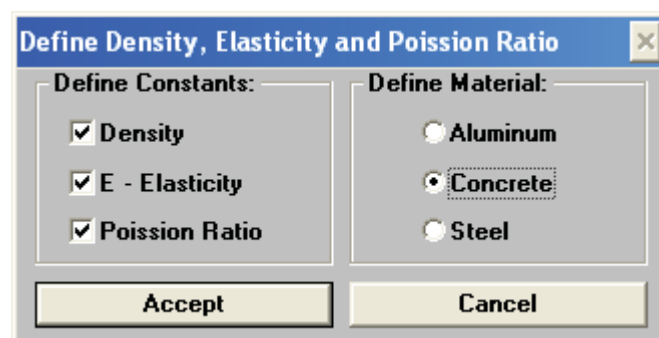 Define Density, Elasticity and Poission Ratio
Define Constants:
Density
E - Elasticity
Poission Ratio
Define Material:
Aluminum
Concrete
Steel
Accept
Cancel